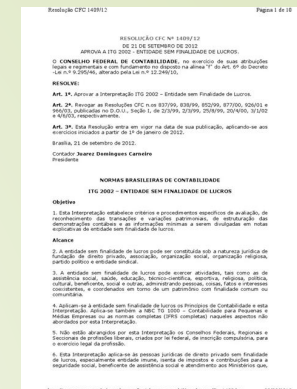 Resolução CFC 1409/12 Página 1 de 10
RESOLUÇÃO CFC Nº 1409/12
DE 21 DE SETEMBRO DE 2012
APROVA A ITG 2002 - ENTIDADE SEM FINALIDADE DE LUCROS.
O CONSELHO FEDERAL DE CONTABILIDADE, no exercício de suas atribuições
legais e regimentais e com fundamento no disposto na alínea "f" do Art. 6º do Decreto
-Lei n.º 9.295/46, alterado pela Lei n.º 12.249/10,
RESOLVE:
Art. 1º. Aprovar a Interpretação ITG 2002 – Entidade sem Finalidade de Lucros.
Art. 2º. Revogar as Resoluções CFC n.os 837/99, 838/99, 852/99, 877/00, 926/01 e
966/03, publicadas no D.O.U., Seção I, de 2/3/99, 2/3/99, 25/8/99, 20/4/00, 3/1/02
e 4/6/03, respectivamente.
Art. 3º. Esta Resolução entra em vigor na data de sua publicação, aplicando-se aos
exercícios iniciados a partir de 1º de janeiro de 2012.
Brasília, 21 de setembro de 2012.
Contador Juarez Domingues Carneiro
Presidente
NORMAS BRASILEIRAS DE CONTABILIDADE
ITG 2002 – ENTIDADE SEM FINALIDADE DE LUCROS
Objetivo
1. Esta Interpretação estabelece critérios e procedimentos específicos de avaliação, de
reconhecimento das transações e variações patrimoniais, de estruturação das
demonstrações contábeis e as informações mínimas a serem divulgadas em notas
explicativas de entidade sem finalidade de lucros.
Alcance
2. A entidade sem finalidade de lucros pode ser constituída sob a natureza jurídica de
fundação de direito privado, associação, organização social, organização religiosa,
partido político e entidade sindical.
3. A entidade sem finalidade de lucros pode exercer atividades, tais como as de
assistência social, saúde, educação, técnico-científica, esportiva, religiosa, política,
cultural, beneficente, social e outras, administrando pessoas, coisas, fatos e interesses
coexistentes, e coordenados em torno de um patrimônio com finalidade comum ou
comunitária.
4. Aplicam-se à entidade sem finalidade de lucros os Princípios de Contabilidade e esta
Interpretação. Aplica-se também a NBC TG 1000 – Contabilidade para Pequenas e
Médias Empresas ou as normas completas (IFRS completas) naqueles aspectos não
abordados por esta Interpretação.
5. Não estão abrangidos por esta Interpretação os Conselhos Federais, Regionais e
Seccionais de profissões liberais, criados por lei federal, de inscrição compulsória, para
o exercício legal da profissão.
6. Esta Interpretação aplica-se às pessoas jurídicas de direito privado sem finalidade
de lucros, especialmente entidade imune, isenta de impostos e contribuições para a
seguridade social, beneficente de assistência social e atendimento aos Ministérios que,